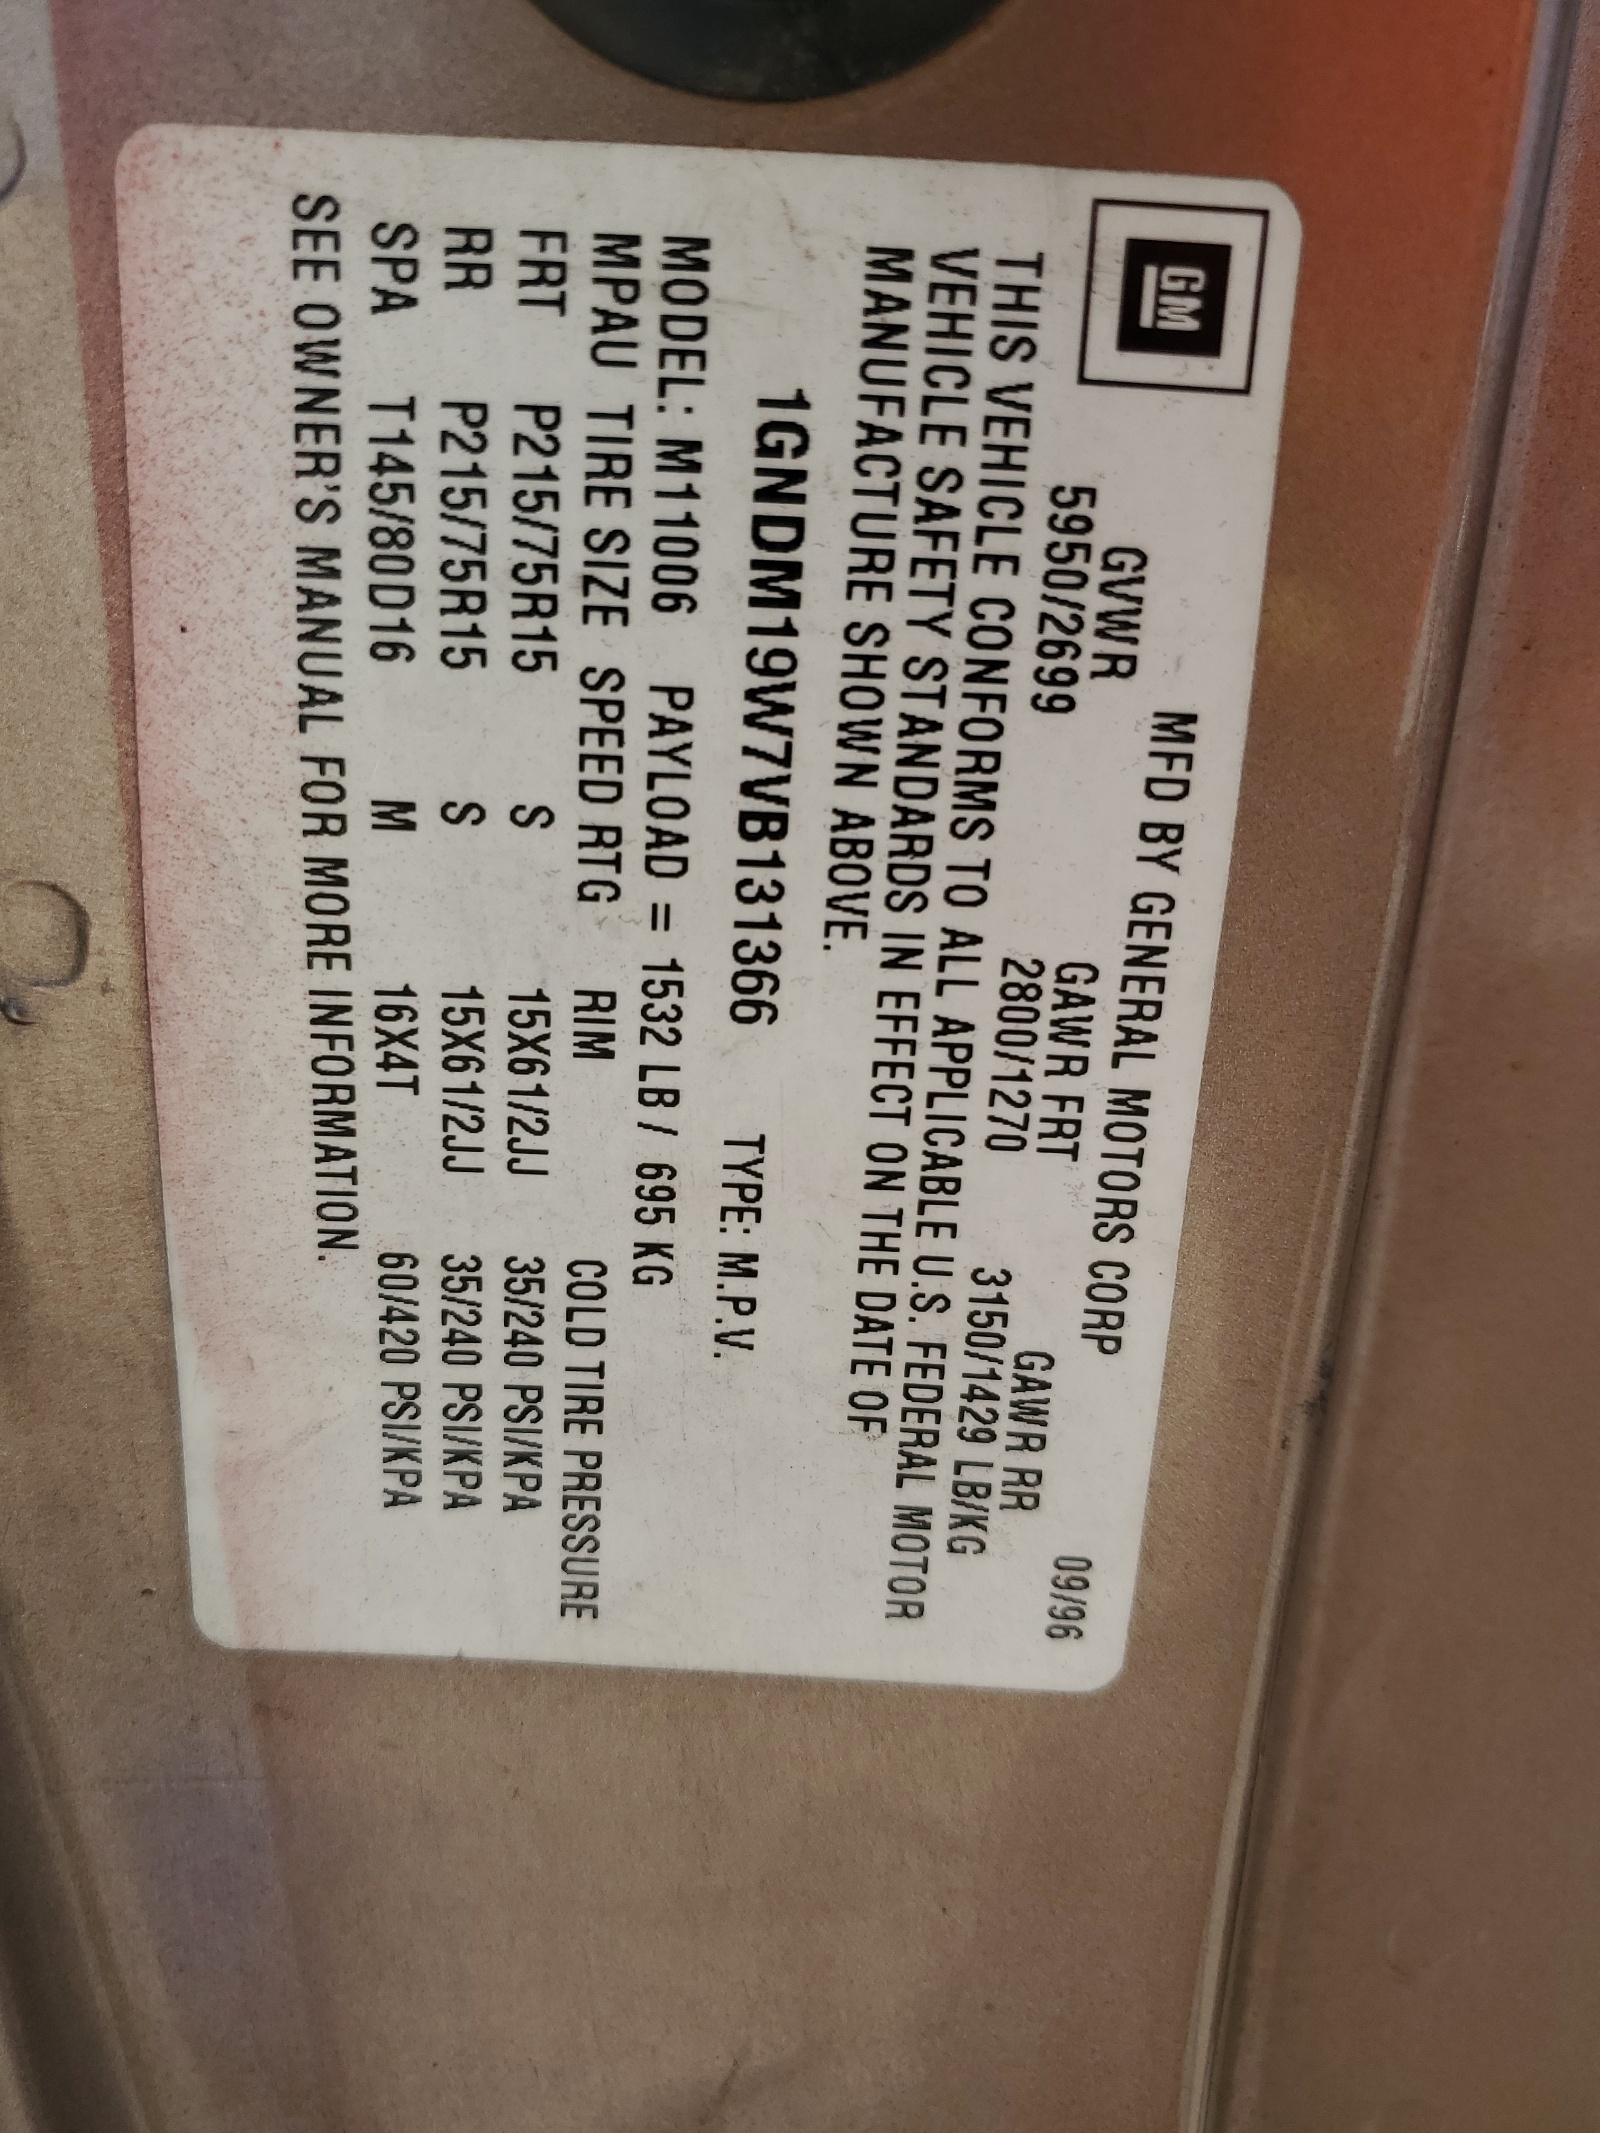 GM
MFD BY GENERAL MOTORS CORP 09/96
GVWR GAWR FRT GAWR RR
5950/2699 2800/1270 3150/1429 LB/KG
THIS VEHICLE CONFORMS TO ALL APPLICABLE U.S. FEDERAL MOTOR
VEHICLE SAFETY STANDARDS IN EFFECT ON THE DATE OF
MANUFACTURE SHOWN ABOVE.
1GNDM19W7VB131366 TYPE: M.P.V.
MODEL: M11006 PAYLOAD = 1532 LB / 695 KG
MPAU TIRE SIZE SPEED RTG RIM COLD TIRE PRESSURE
FRT P215/75R15 S 15X61/2JJ 35/240 PSI/KPA
RR P215/75R15 S 15X61/2JJ 35/240 PSI/KPA
SPA T145/80D16 M 16X4T 60/420 PSI/KPA
SEE OWNER'S MANUAL FOR MORE INFORMATION.